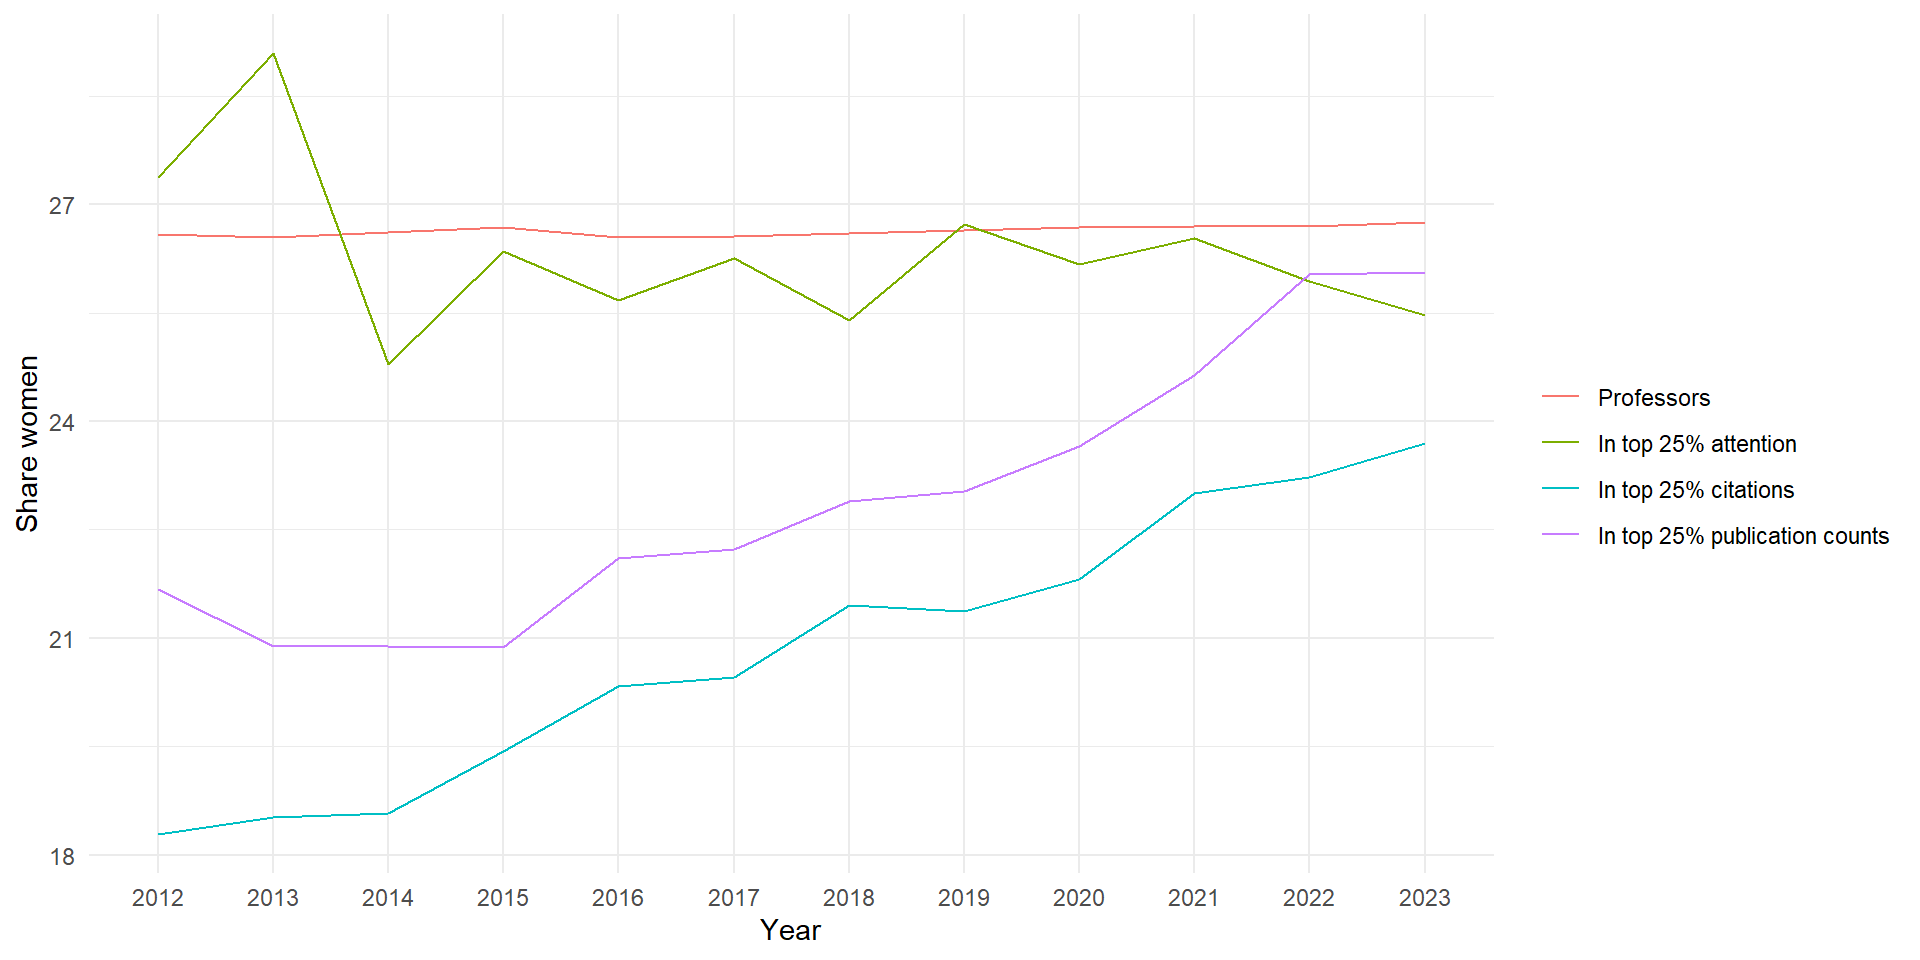 Share women
27
24
21
18
2012 2013 2014 2015 2016 2017 2018 2019 2020 2021 2022 2023
Year
Professors
In top 25% attention
In top 25% citations
In top 25% publication counts